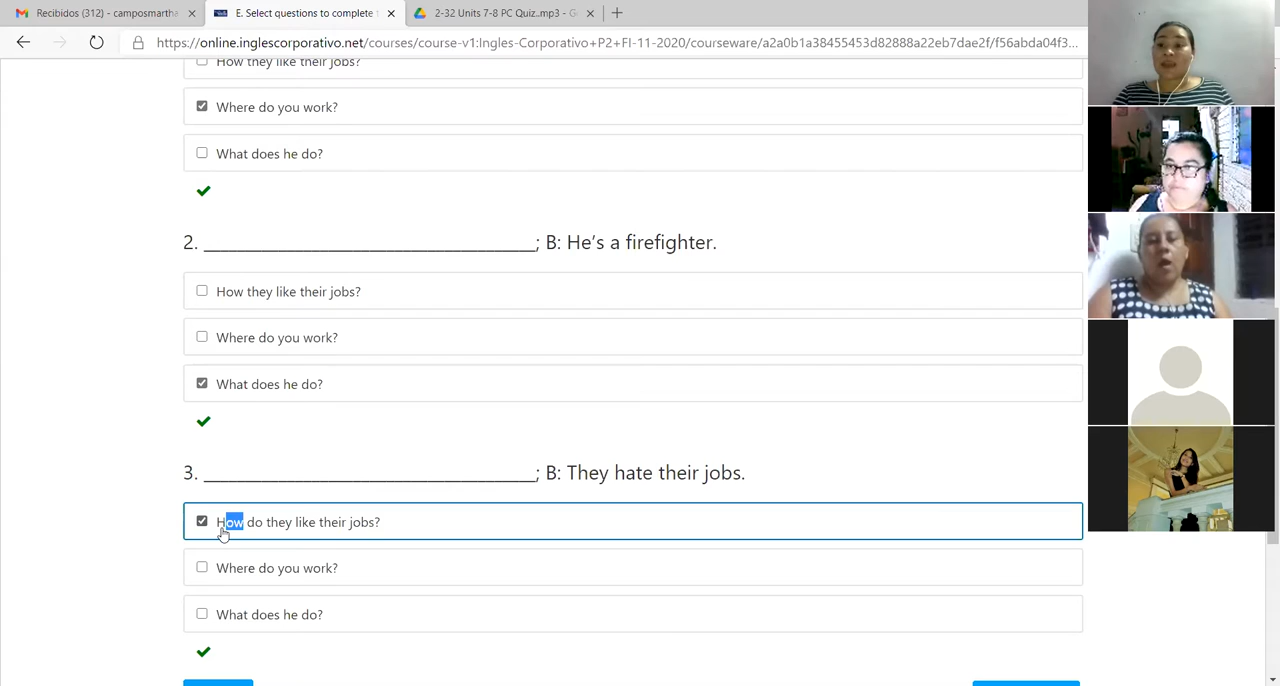 Recibidos (312) - camposmartha
E. Select questions to complete t
2-32 Units 7-8 PC Quiz..mp3 - G
https://online.inglescorporativo.net/courses/course-v1:Ingles-Corporativo+P2+FI-11-2020/courseware/a2a0b1a38455453d82888a22eb7dae2f/f56abda04f3...
How they like their jobs?
Where do you work?
What does he do?
2. ________________________________; B: He's a firefighter.
How they like their jobs?
Where do you work?
What does he do?
3. ________________________________; B: They hate their jobs.
How do they like their jobs?
Where do you work?
What does he do?